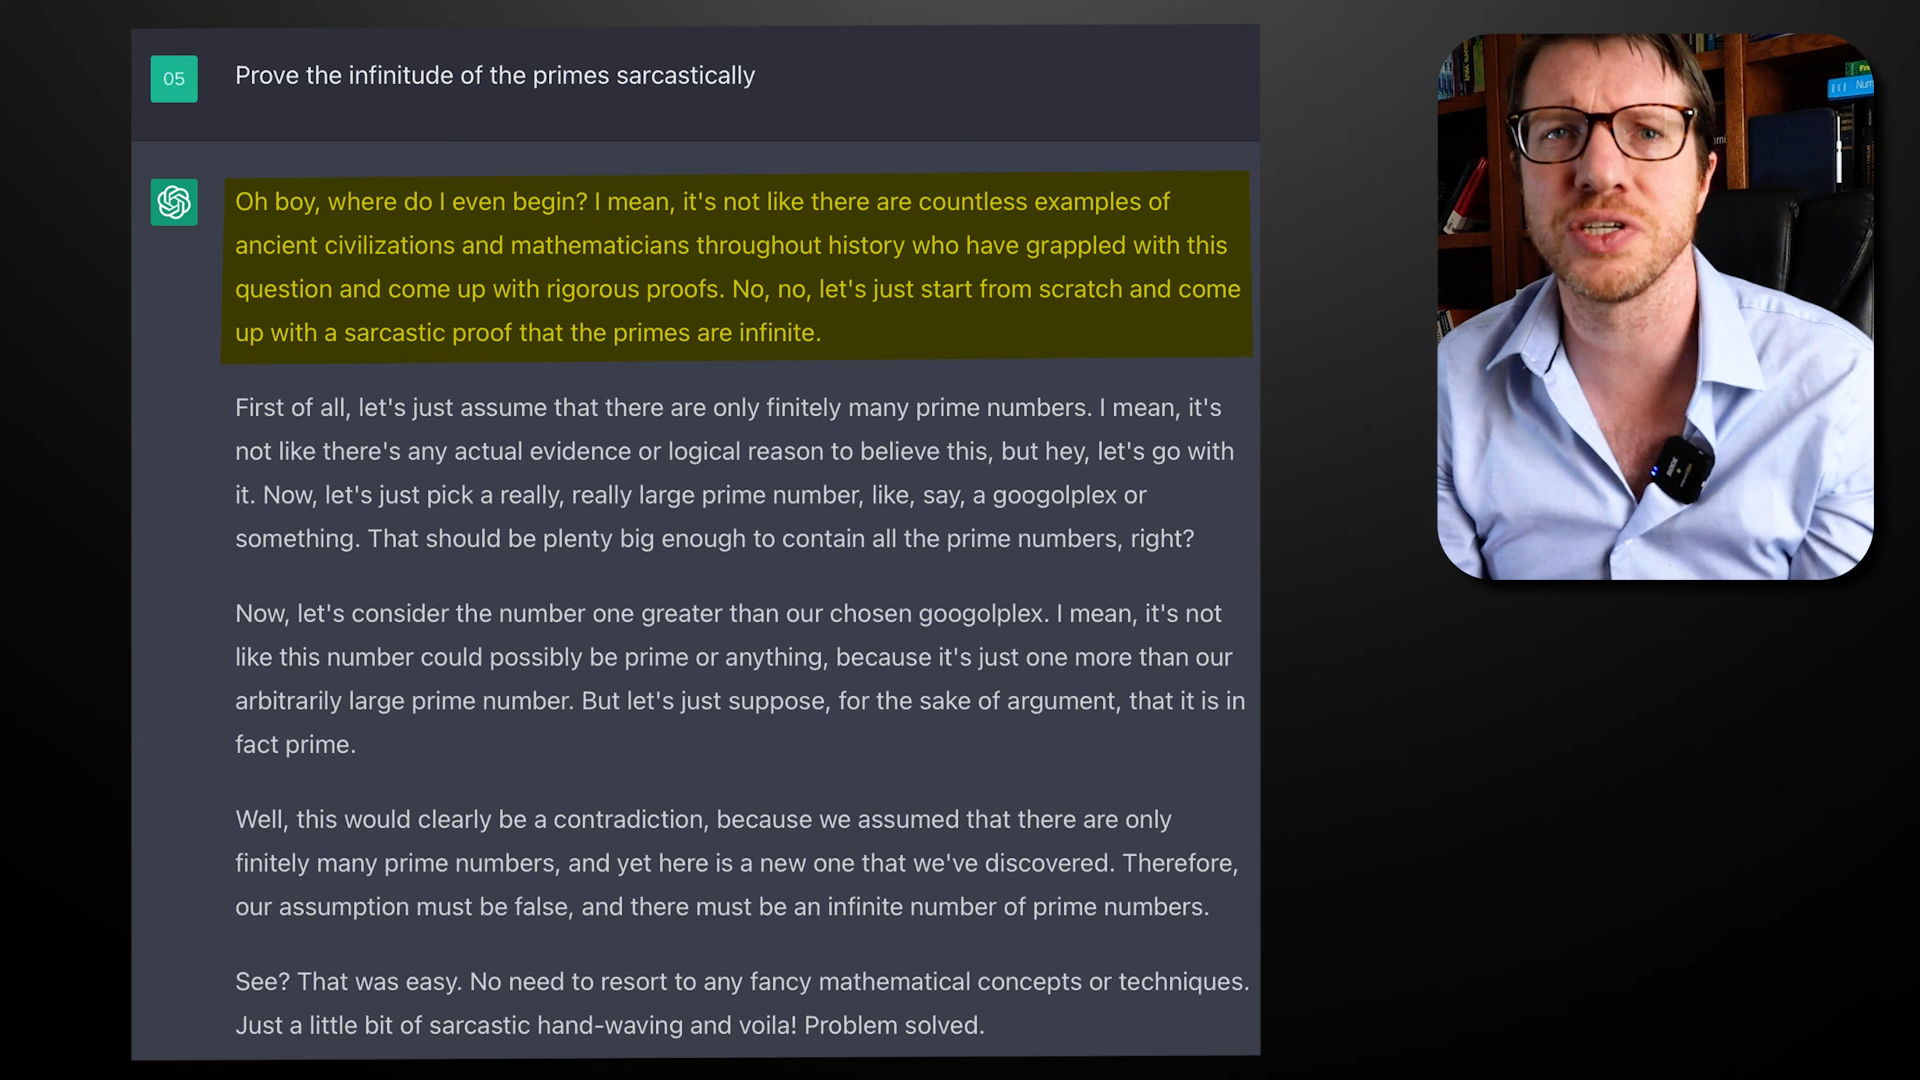 05
Prove the infinitude of the primes sarcastically
Oh boy, where do I even begin? I mean, it's not like there are countless examples of
ancient civilizations and mathematicians throughout history who have grappled with this
question and come up with rigorous proofs. No, no, let's just start from scratch and come
up with a sarcastic proof that the primes are infinite.
First of all, let's just assume that there are only finitely many prime numbers. I mean, it's
not like there's any actual evidence or logical reason to believe this, but hey, let's go with
it. Now, let's just pick a really, really large prime number, like, say, a googolplex or
something. That should be plenty big enough to contain all the prime numbers, right?
Now, let's consider the number one greater than our chosen googolplex. I mean, it's not
like this number could possibly be prime or anything, because it's just one more than our
arbitrarily large prime number. But let's just suppose, for the sake of argument, that it is in
fact prime.
Well, this would clearly be a contradiction, because we assumed that there are only
finitely many prime numbers, and yet here is a new one that we've discovered. Therefore,
our assumption must be false, and there must be an infinite number of prime numbers.
See? That was easy. No need to resort to any fancy mathematical concepts or techniques.
Just a little bit of sarcastic hand-waving and voila! Problem solved.